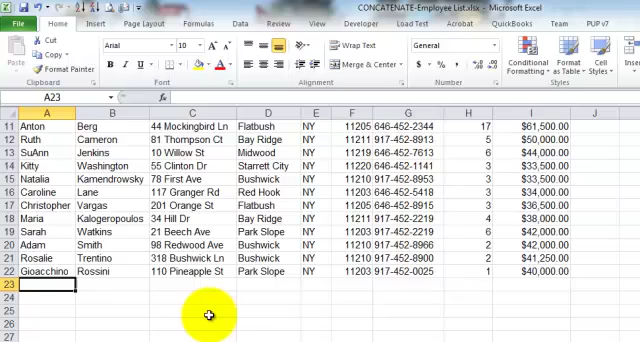 CONCATENATE-Employee List.xlsx - Microsoft Excel
File Home Insert Page Layout Formulas Data Review View Developer Acrobat QuickBooks PUP v7
Paste Cut Copy Format Painter Arial 10 Wrap Text Merge & Center General Conditional Formatting Format as Table Cell Styles
Clipboard Font Alignment Number Styles
A23 fx
A B C D E F G H I J
11 Anton Berg 44 Mockingbird Ln Flatbush NY 11205 646-452-2344 17 $61,500.00
12 Ruth Cameron 81 Thompson Ct Bay Ridge NY 11211 917-452-8913 5 $50,000.00
13 SuAnn Jenkins 10 Willow St Midwood NY 11219 646-452-7613 6 $44,000.00
14 Kitty Washington 55 Clinton Dr Starrett City NY 11220 646-452-1141 3 $33,500.00
15 Natalia Kamendrowsky 78 First Ave Bushwick NY 11211 917-452-8953 3 $33,500.00
16 Caroline Lane 117 Granger Rd Red Hook NY 11203 646-452-5418 3 $34,000.00
17 Christopher Vargas 201 Orange St Flatbush NY 11203 646-452-8953 3 $36,000.00
18 Maria Kalogeropoulos 34 Hill Dr Bay Ridge NY 11211 917-452-2219 4 $38,000.00
19 Sarah Watkins 21 Beech Ave Park Slope NY 11203 917-452-2219 6 $42,000.00
20 Adam Smith 98 Redwood Ave Bushwick NY 11210 917-452-8966 2 $42,000.00
21 Rosalie Trentino 318 Bushwick Ln Bushwick NY 11210 917-452-8900 2 $41,250.00
22 Gioacchino Rossini 110 Pineapple St Park Slope NY 11203 917-452-0025 1 $40,000.00
23
24
25
26
27